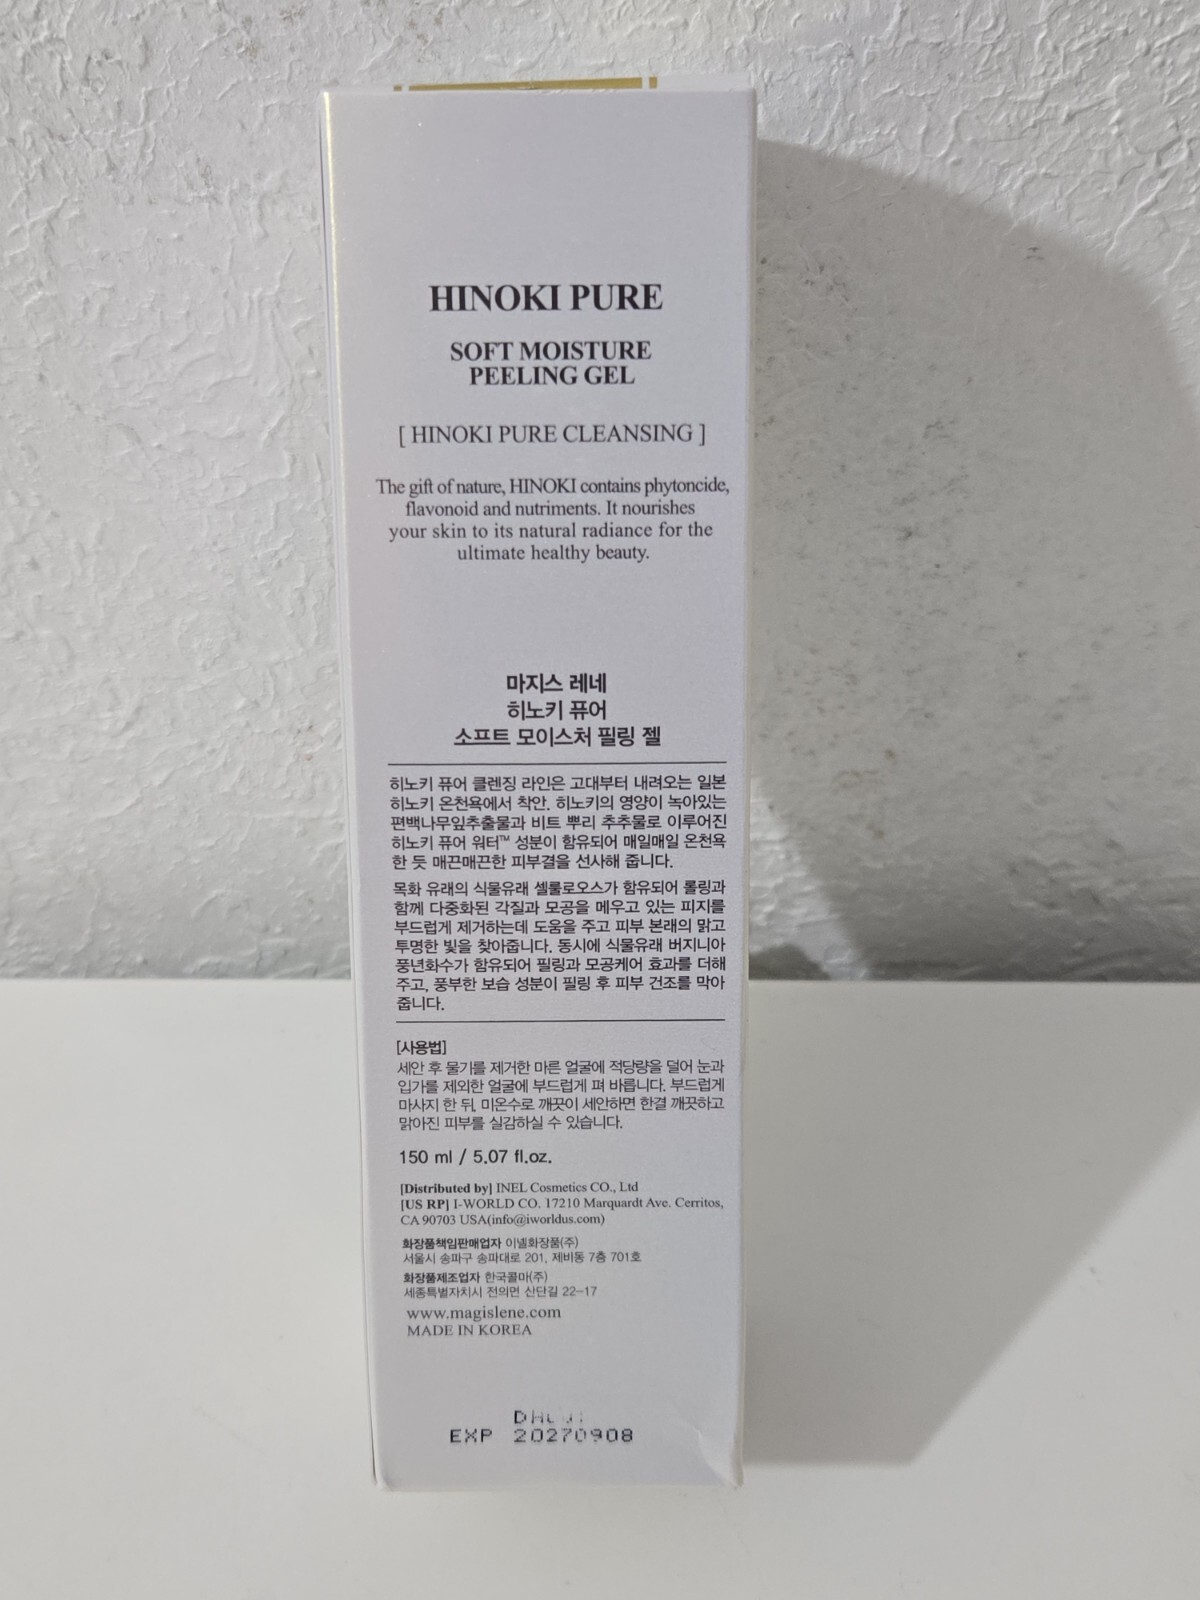 HINOKI PURE
SOFT MOISTURE
PEELING GEL
[ HINOKI PURE CLEANSING ]
The gift of nature, HINOKI contains phytoncide,
flavonoid and nutriments. It nourishes
your skin to its natural radiance for the
ultimate healthy beauty.
마지스 레네
히노키 퓨어
소프트 모이스처 필링 젤
히노키 퓨어 클렌징 라인은 고대부터 내려오는 일본
히노키 온천욕에서 착안. 히노키의 영양이 녹아있는
편백나무잎추출물과 비트 뿌리 추추물로 이루어진
히노키 퓨어 워터™ 성분이 함유되어 매일매일 온천욕
한 듯 매끈매끈한 피부결을 선사해 줍니다.
목화 유래의 식물유래 셀룰로오스가 함유되어 롤링과
함께 다중화된 각질과 모공을 메우고 있는 피지를
부드럽게 제거하는데 도움을 주고 피부 본래의 맑고
투명한 빛을 찾아줍니다. 동시에 식물유래 버지니아
풍년화수가 함유되어 필링과 모공케어 효과를 더해
주고, 풍부한 보습 성분이 필링 후 피부 건조를 막아
줍니다.
[사용법]
세안 후 물기를 제거한 마른 얼굴에 적당량을 덜어 눈과
입가를 제외한 얼굴에 부드럽게 펴 바릅니다. 부드럽게
마사지 한 뒤, 미온수로 깨끗이 세안하면 한결 깨끗하고
맑아진 피부를 실감하실 수 있습니다.
150 ml / 5.07 fl.oz.
[Distributed by] INEL Cosmetics CO., Ltd
[US RP] I-WORLD CO. 17210 Marquardt Ave. Cerritos,
CA 90703 USA(info@iworldus.com)
화장품책임판매업자 이넬화장품(주)
서울시 송파구 송파대로 201, 제비동 7층 701호
화장품제조업자 한국콜마(주)
세종특별자치시 전의면 산단길 22-17
www.magislene.com
MADE IN KOREA
EXP 20270908